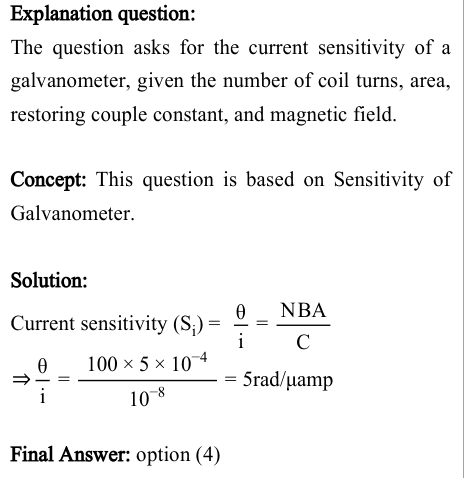 Explanation question:
The question asks for the current sensitivity of a
galvanometer, given the number of coil turns, area,
restoring couple constant, and magnetic field.
Concept: This question is based on Sensitivity of
Galvanometer.
Solution:
Current sensitivity (Sᵢ) = θ/i = NBA/C
⇒ θ/i = 100 × 5 × 10⁻⁴/10⁻⁸ = 5rad/μamp
Final Answer: option (4)